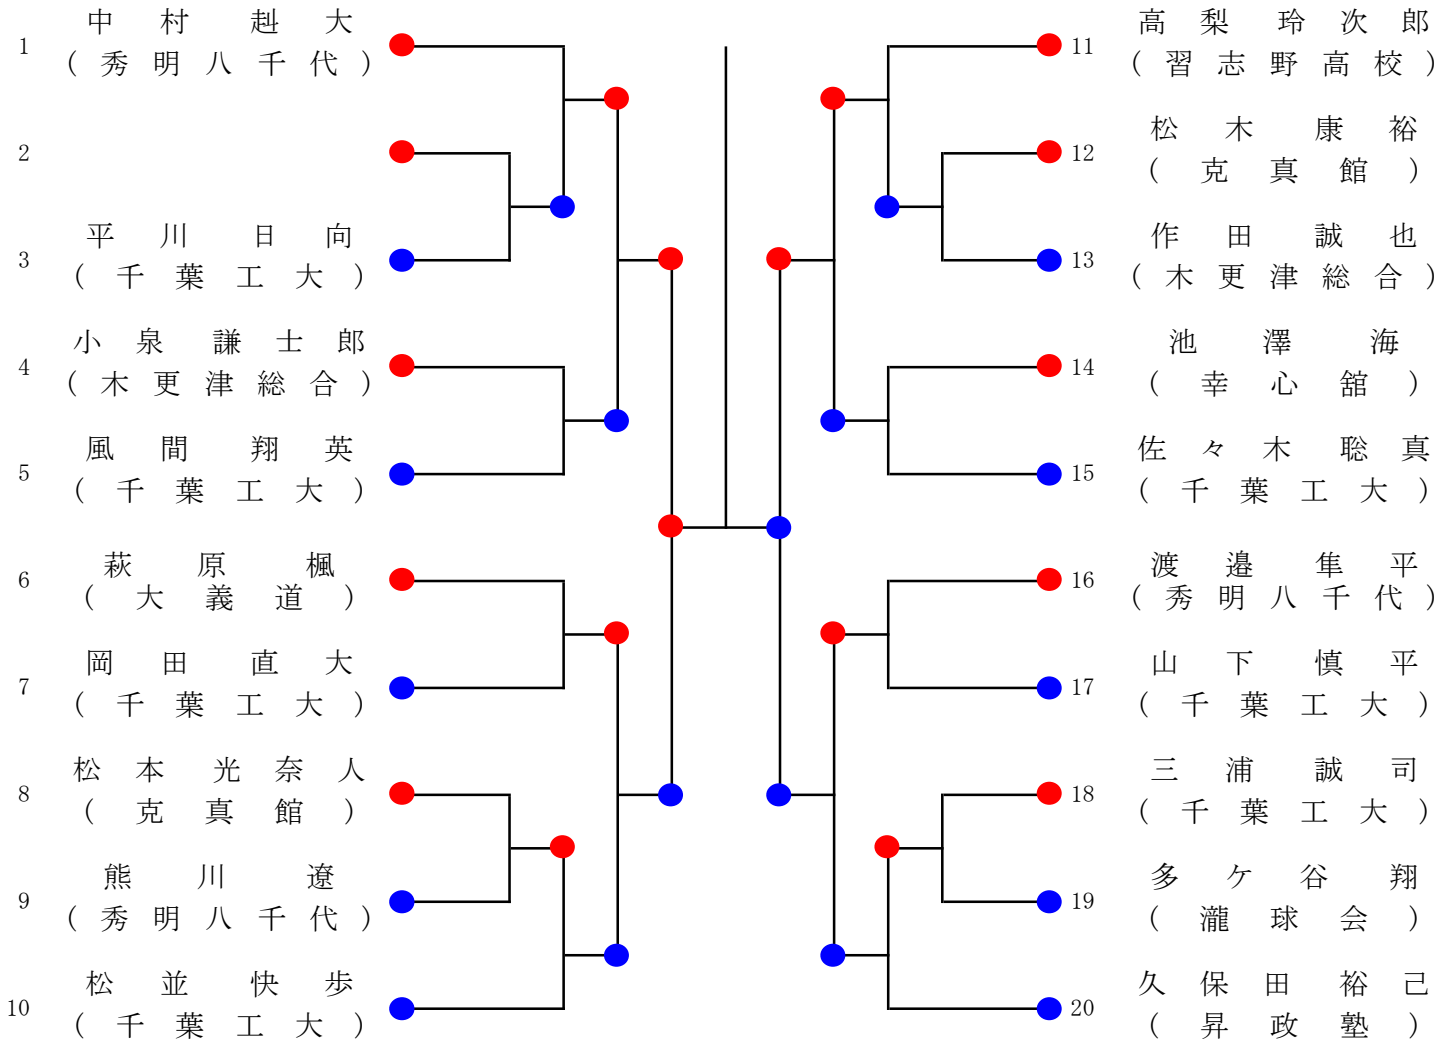 1
中村赳大
(秀明八千代)
2
3
平川日向
(千葉工大)
4
小泉謙士郎
(木更津総合)
5
風間翔英
(千葉工大)
6
萩原楓
(大義道)
7
岡田直大
(千葉工大)
8
松本光奈人
(克真館)
9
熊川遼
(秀明八千代)
10
松並快歩
(千葉工大)
11
高梨玲次郎
(習志野高校)
12
松木康裕
(克真館)
13
作田誠也
(木更津総合)
14
池澤海
(幸心舘)
15
佐々木聡真
(千葉工大)
16
渡邉隼平
(秀明八千代)
17
山下慎平
(千葉工大)
18
三浦誠司
(千葉工大)
19
多ケ谷翔
(瀧球会)
20
久保田裕己
(昇政塾)